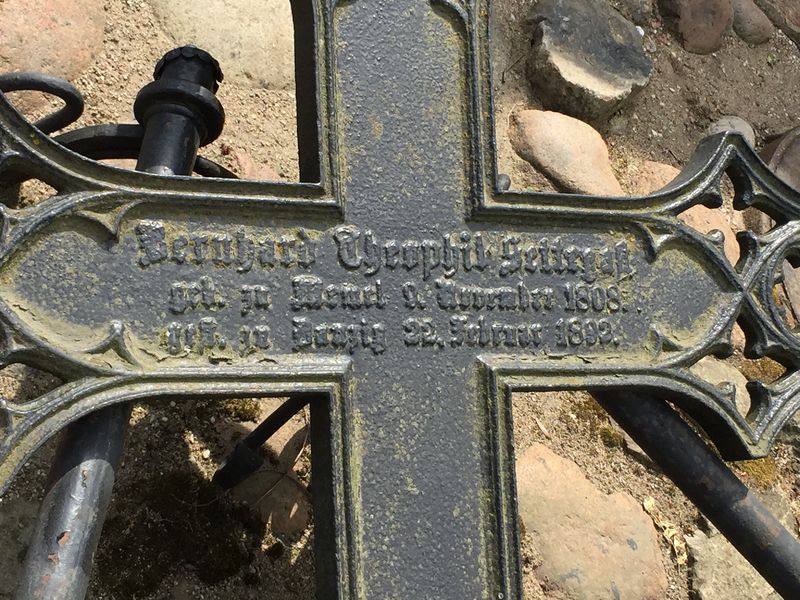 Bernhard Theophil Settegast
geb. zu Memel 9. November 1808.
gest. zu Danzig 22. Februar 1892.